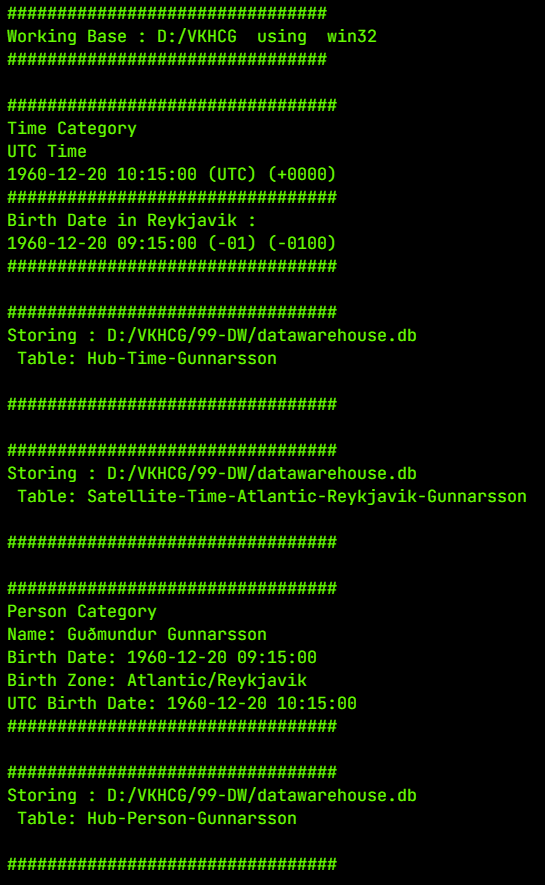 ################################
Working Base : D:/VKHCG  using  win32
################################
#################################
Time Category
UTC Time
1960-12-20 10:15:00 (UTC) (+0000)
#################################
Birth Date in Reykjavik :
1960-12-20 09:15:00 (-01) (-0100)
#################################
#################################
Storing : D:/VKHCG/99-DW/datawarehouse.db
 Table: Hub-Time-Gunnarsson
#################################
#################################
Storing : D:/VKHCG/99-DW/datawarehouse.db
 Table: Satellite-Time-Atlantic-Reykjavik-Gunnarsson
#################################
#################################
Person Category
Name: Guðmundur Gunnarsson
Birth Date: 1960-12-20 09:15:00
Birth Zone: Atlantic/Reykjavik
UTC Birth Date: 1960-12-20 10:15:00
#################################
#################################
Storing : D:/VKHCG/99-DW/datawarehouse.db
 Table: Hub-Person-Gunnarsson
#################################